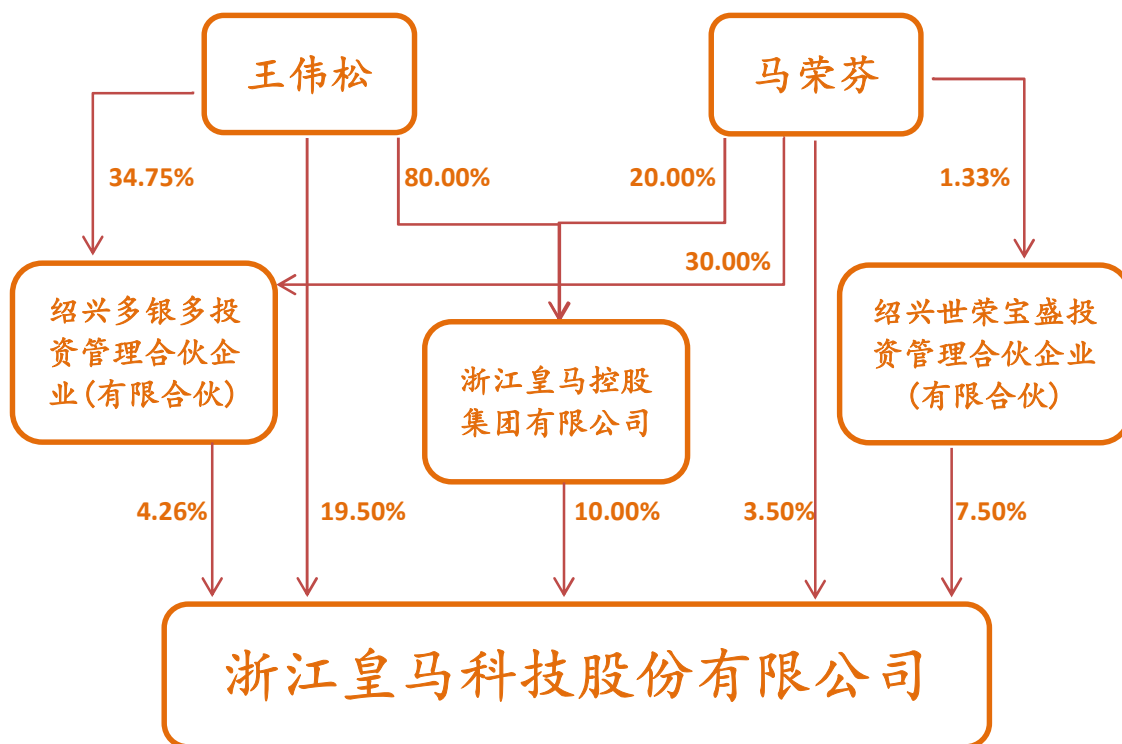 王伟松
马荣芬
34.75%
80.00%
20.00%
1.33%
30.00%
绍兴多银多投
资管理合伙企
业(有限合伙)
浙江皇马控股
集团有限公司
绍兴世荣宝盛投
资管理合伙企业
(有限合伙)
4.26%
19.50%
10.00%
3.50%
7.50%
浙江皇马科技股份有限公司